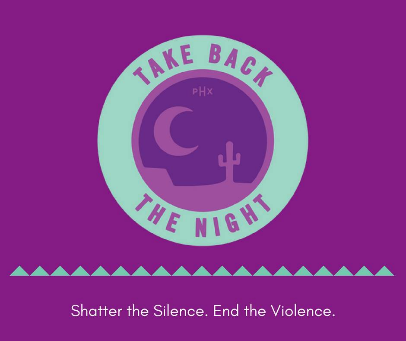 TAKE BACK
PHX
THE NIGHT
Shatter the Silence. End the Violence.